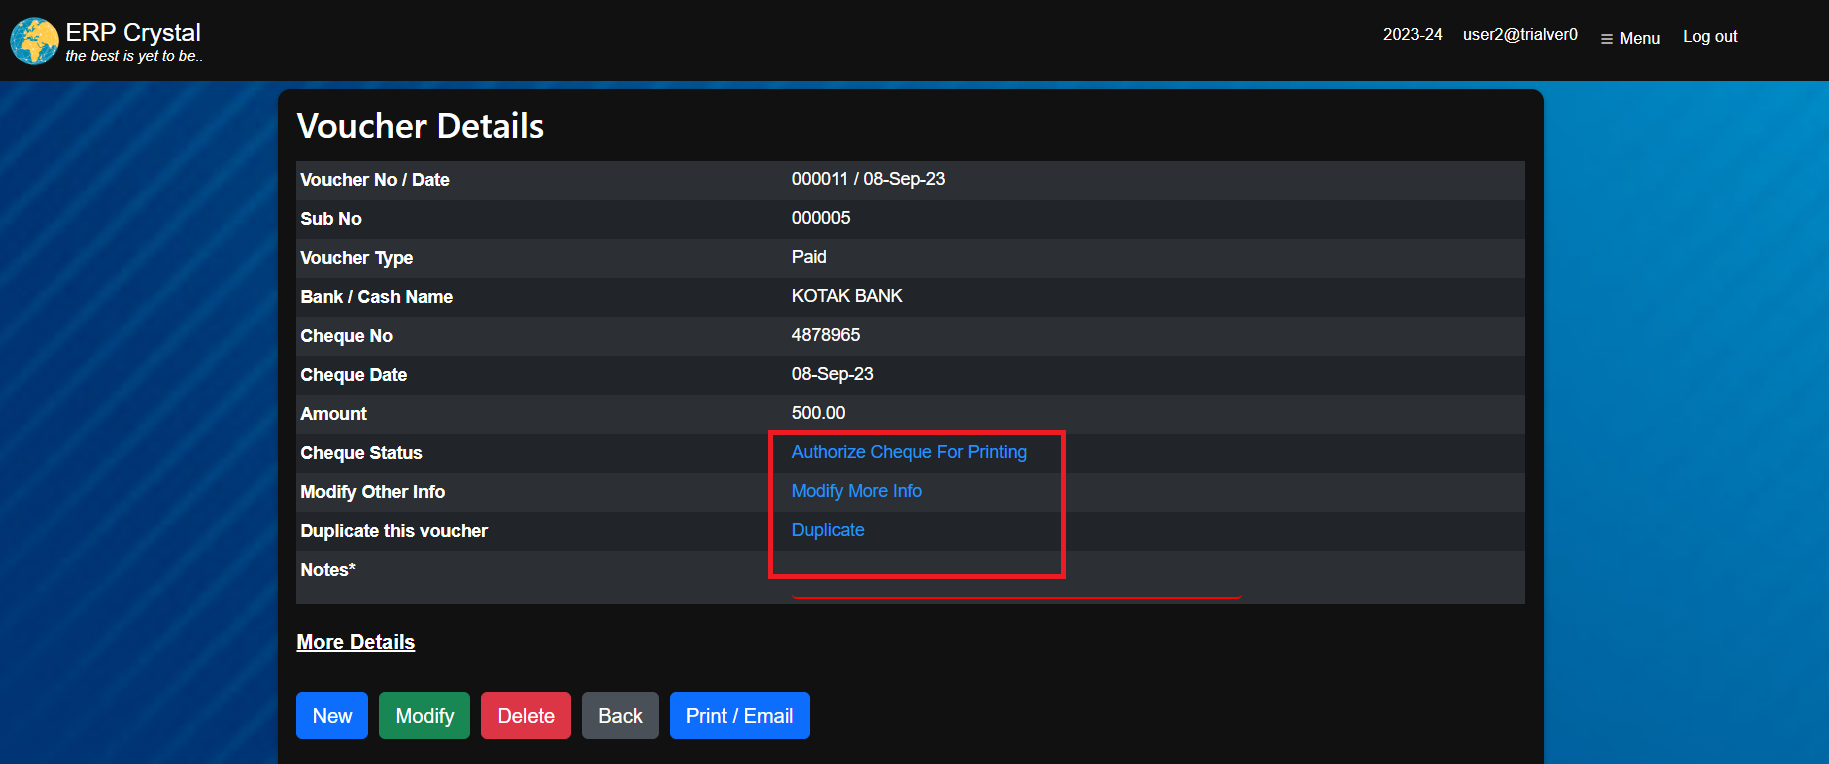 ERP Crystal
the best is yet to be..
2023-24 user2@trialver0 Menu Log out
Voucher Details
Voucher No / Date 000011 / 08-Sep-23
Sub No 000005
Voucher Type Paid
Bank / Cash Name KOTAK BANK
Cheque No 4878965
Cheque Date 08-Sep-23
Amount 500.00
Cheque Status Authorize Cheque For Printing
Modify Other Info Modify More Info
Duplicate this voucher Duplicate
Notes*
More Details
New Modify Delete Back Print / Email